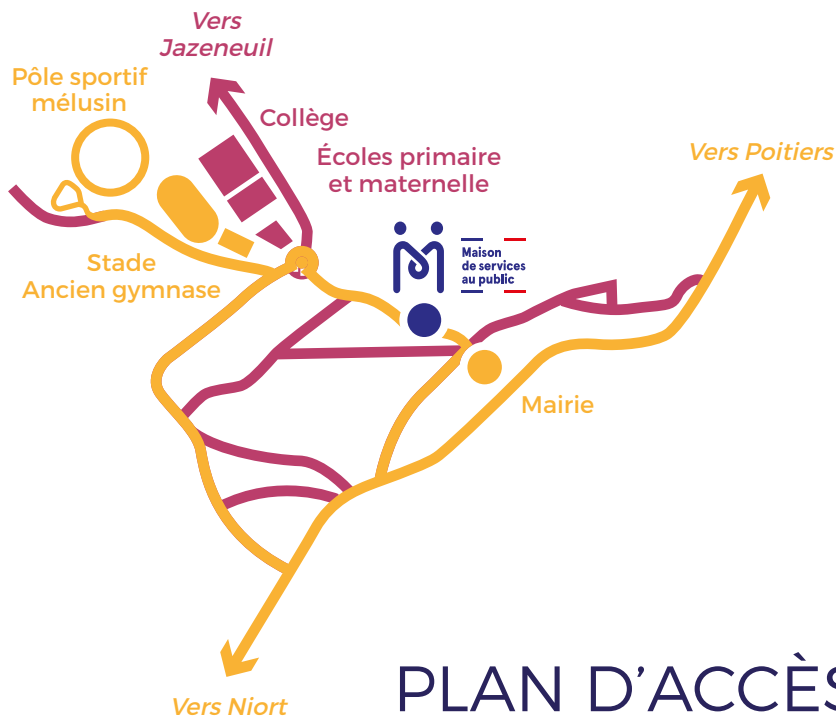 Vers
Jazeneuil
Pôle sportif
mélusin
Collège
Écoles primaire
et maternelle
Vers Poitiers
Maison
de services
au public
Stade
Ancien gymnase
Mairie
Vers Niort
PLAN D'ACCÈS